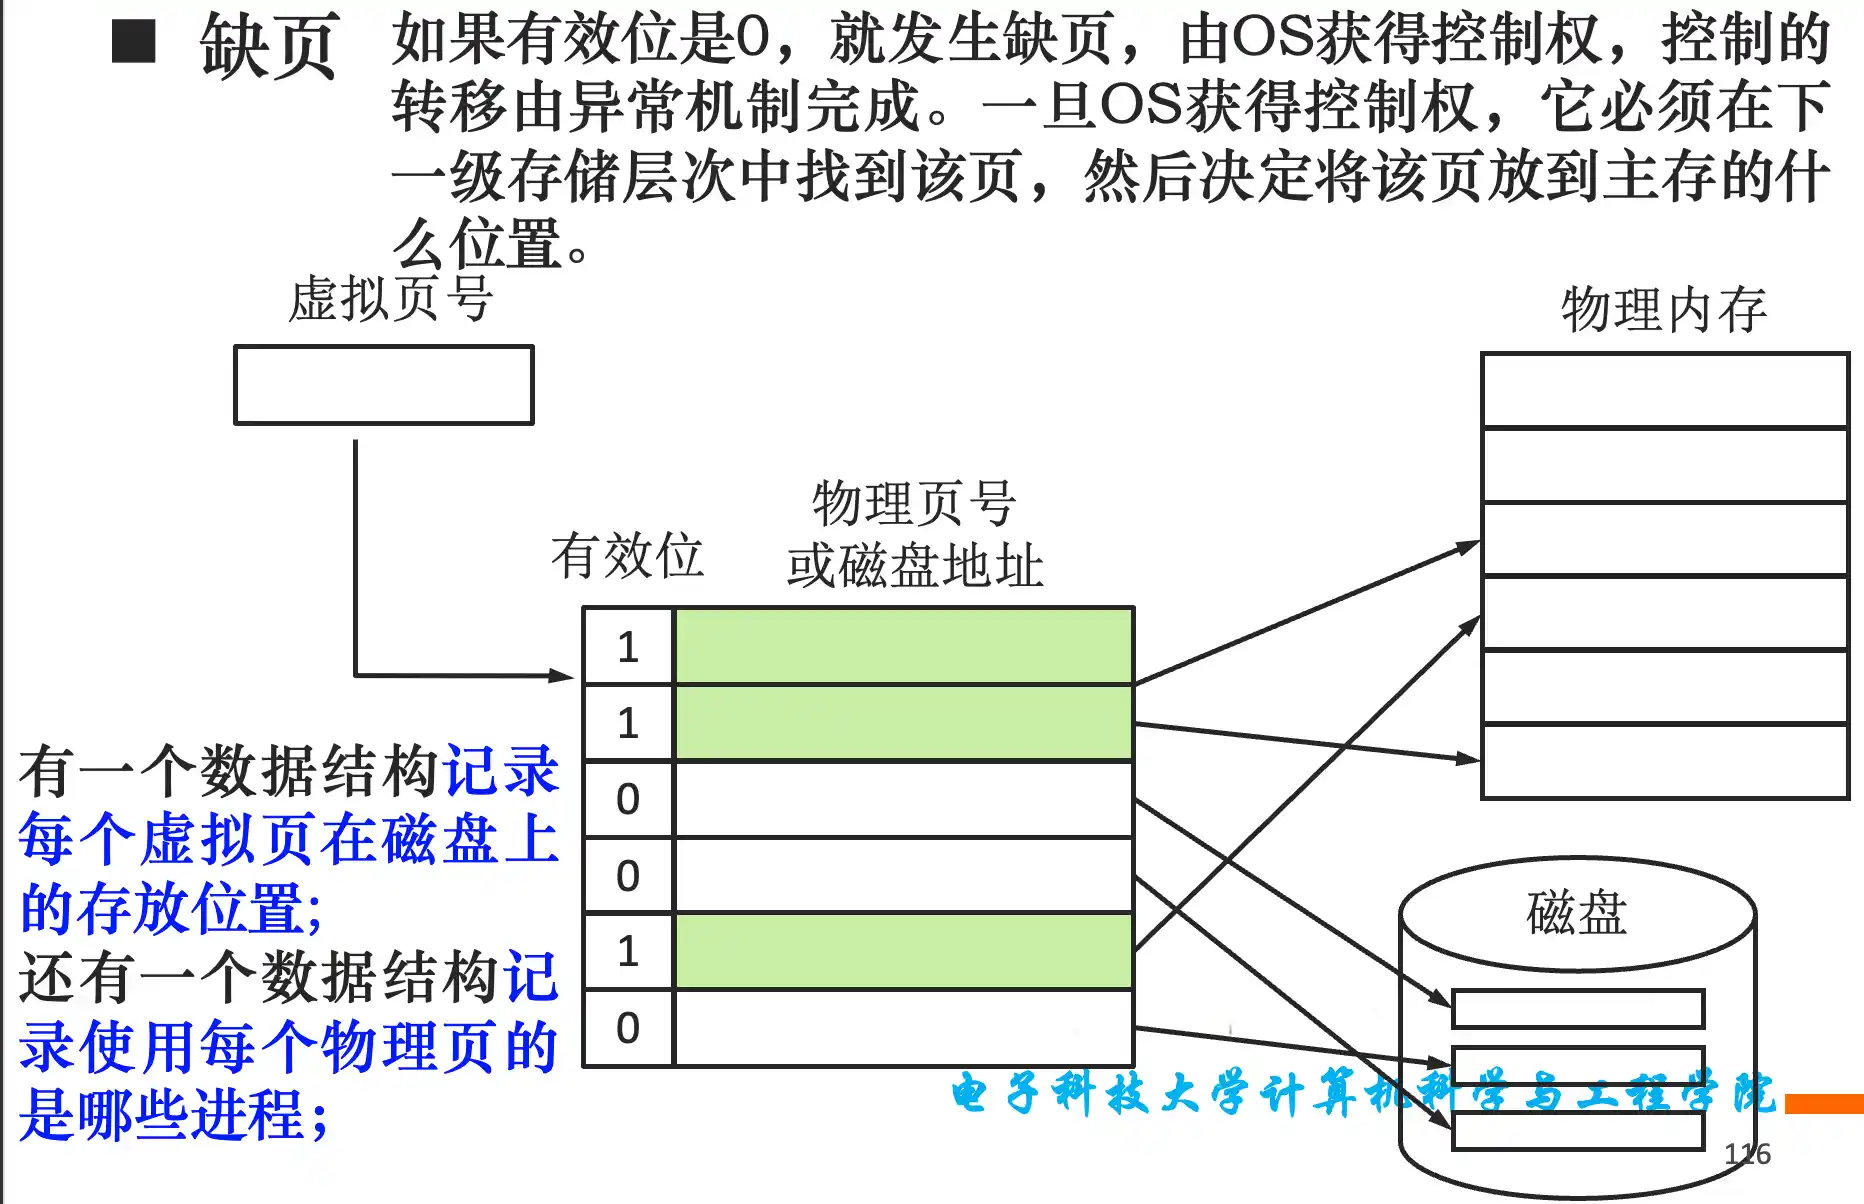 ■ 缺页 如果有效位是0，就发生缺页，由OS获得控制权，控制的
转移由异常机制完成。一旦OS获得控制权，它必须在下
一级存储层次中找到该页，然后决定将该页放到主存的什
么位置。
虚拟页号
物理内存
物理页号
或磁盘地址
有效位
1
1
0
0
1
0
有一个数据结构记录
每个虚拟页在磁盘上
的存放位置;
还有一个数据结构记
录使用每个物理页的
是哪些进程；
磁盘
电子科技大学计算机科学与工程学院
116